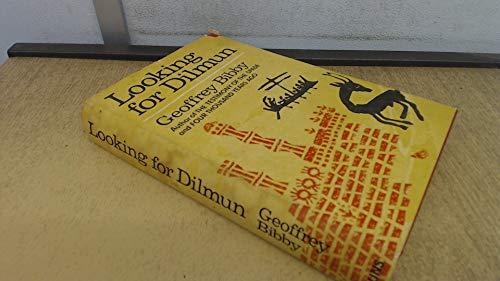 Looking
for Dilmun
Geoffrey Bibby
Author of THE TESTIMONY OF THE SPADE
and FOUR THOUSAND YEARS AGO
Looking for Dilmun
Geoffrey
Bibby